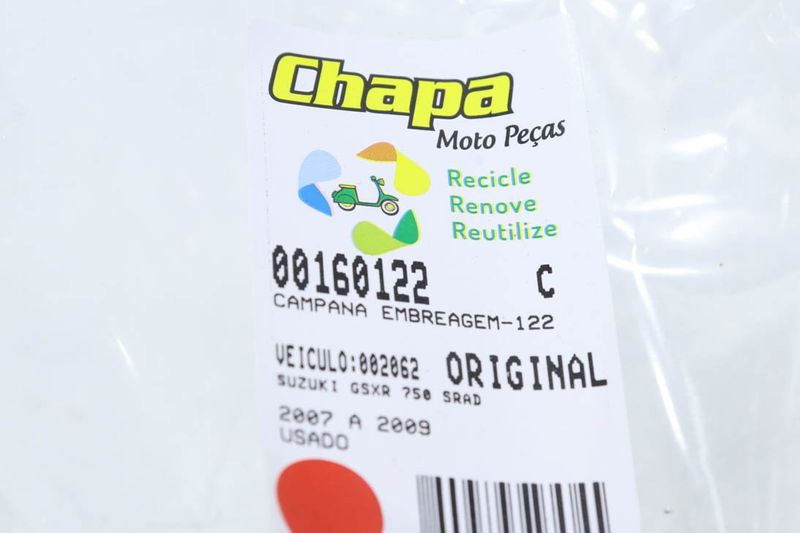 Chapa
Moto Peças
Recicle
Renove
Reutilize
00160122 C
CAMPANA EMBREAGEM-122
VEICULO:002062 ORIGINAL
SUZUKI GSXR 750 SRAD
2007 A 2009
USADO